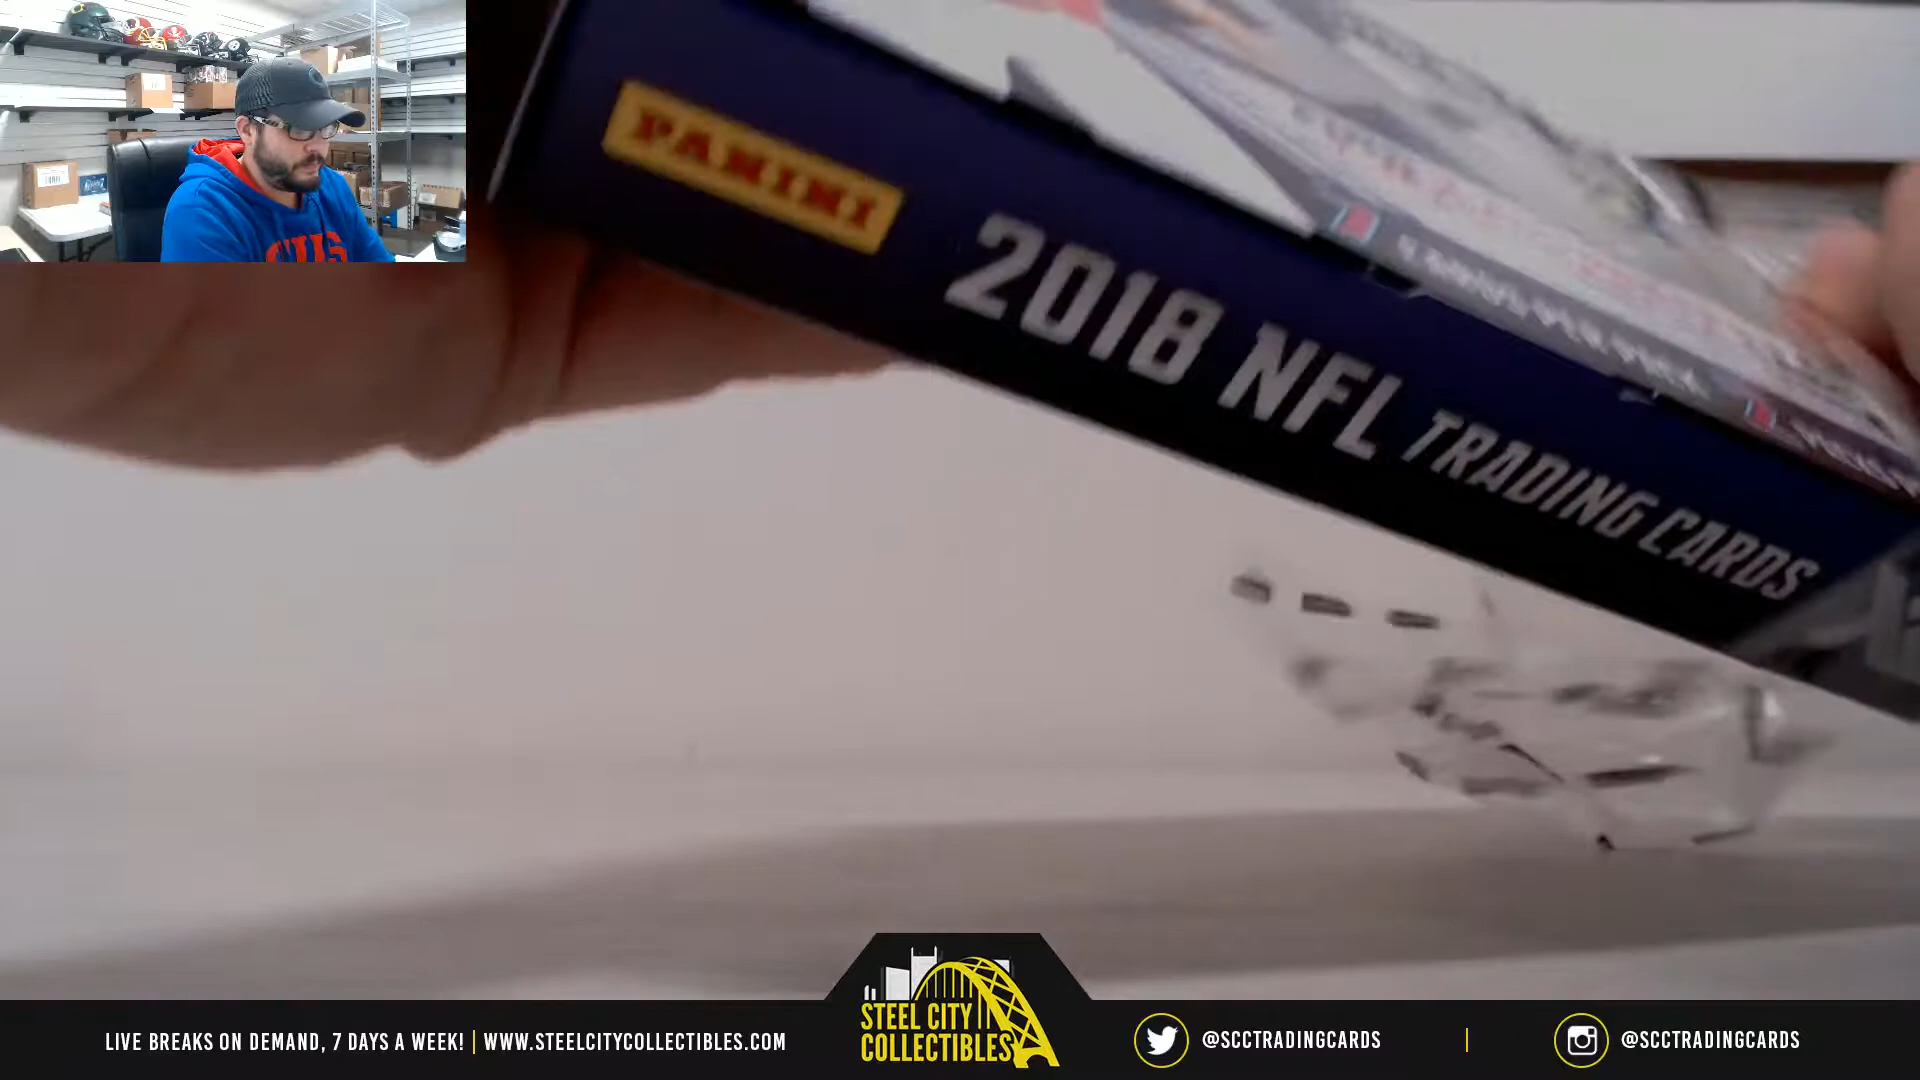 PANINI
2018 NFL TRADING CARDS
LIVE BREAKS ON DEMAND, 7 DAYS A WEEK! | WWW.STEELCITYCOLLECTIBLES.COM
STEEL CITY
COLLECTIBLES
@SCCTRADINGCARDS | @SCCTRADINGCARDS